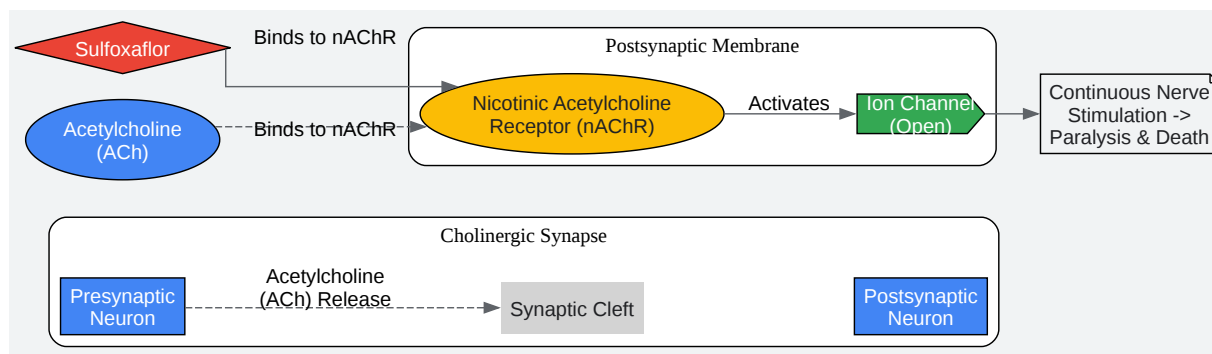 Sulfoxaflor
Binds to nAChR
Postsynaptic Membrane
Acetylcholine
(ACh)
Binds to nAChR
Nicotinic Acetylcholine
Receptor (nAChR)
Activates
Ion Channel
(Open)
Continuous Nerve
Stimulation ->
Paralysis & Death
Cholinergic Synapse
Presynaptic
Neuron
Acetylcholine
(ACh) Release
Synaptic Cleft
Postsynaptic
Neuron